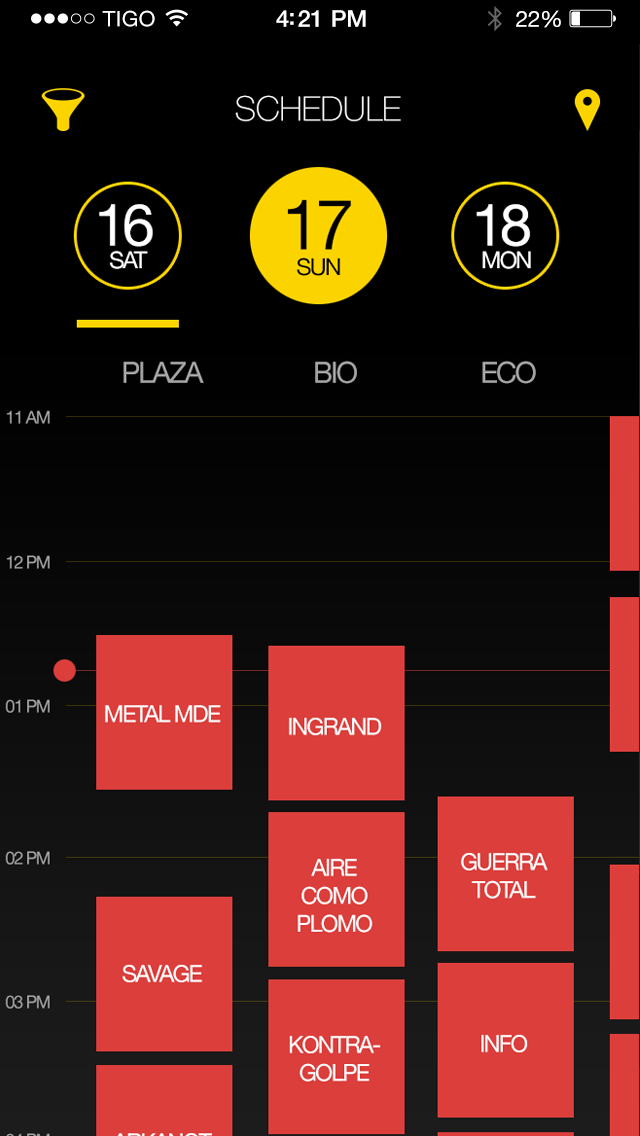 TIGO 4:21 PM 22%
SCHEDULE
16 17 18
SAT SUN MON
PLAZA BIO ECO
11 AM
12 PM
01 PM
METAL MDE
INGRAND
02 PM
AIRE
COMO
PLOMO
GUERRA
TOTAL
SAVAGE
03 PM
KONTRA-
GOLPE
INFO